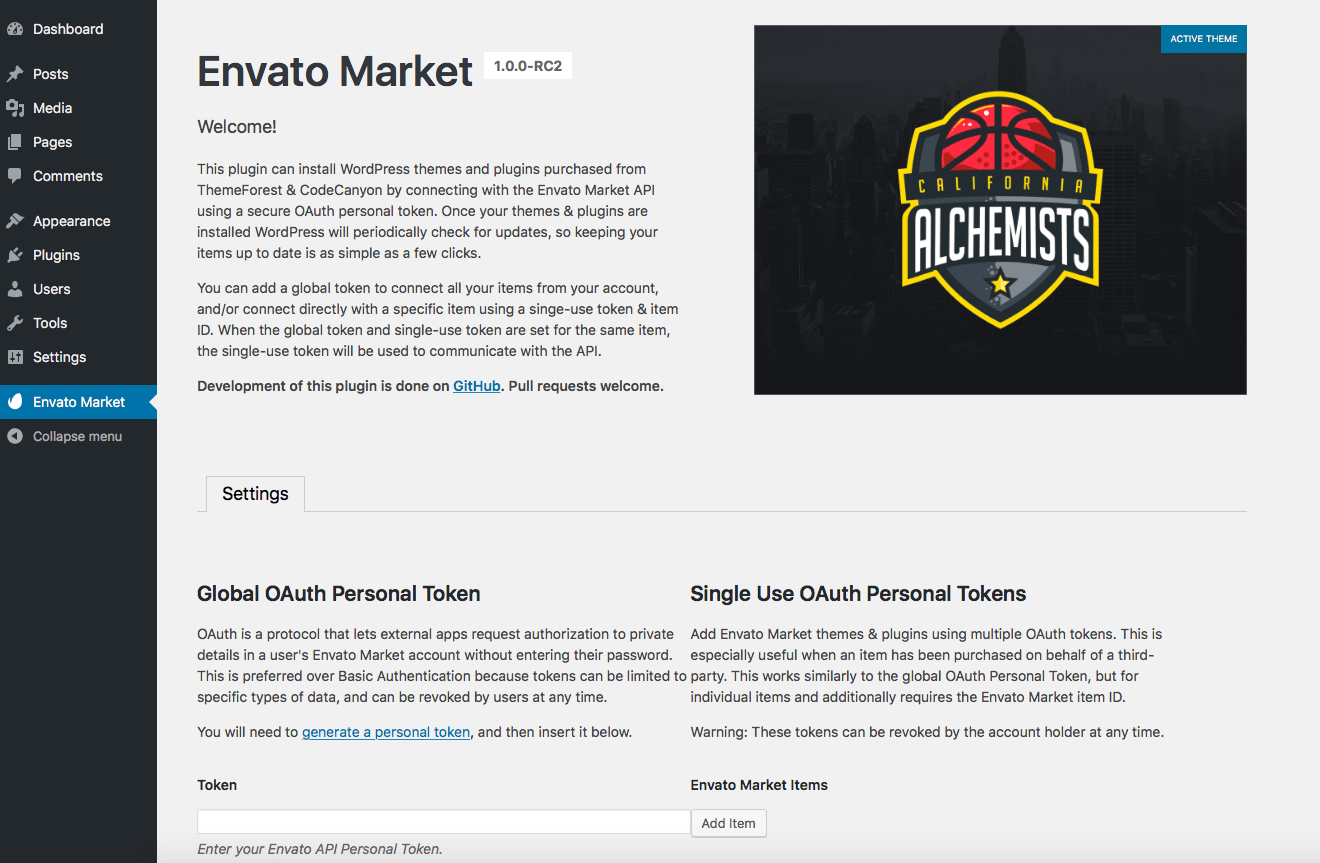 Dashboard
Posts
Media
Pages
Comments
Appearance
Plugins
Users
Tools
Settings
Envato Market
Collapse menu
Envato Market 1.0.0-RC2
Welcome!
This plugin can install WordPress themes and plugins purchased from
ThemeForest & CodeCanyon by connecting with the Envato Market API
using a secure OAuth personal token. Once your themes & plugins are
installed WordPress will periodically check for updates, so keeping your
items up to date is as simple as a few clicks.
You can add a global token to connect all your items from your account,
and/or connect directly with a specific item using a singe-use token & item
ID. When the global token and single-use token are set for the same item,
the single-use token will be used to communicate with the API.
Development of this plugin is done on GitHub. Pull requests welcome.
ACTIVE THEME
CALIFORNIA
ALCHEMISTS
Settings
Global OAuth Personal Token
OAuth is a protocol that lets external apps request authorization to private
details in a user's Envato Market account without entering their password.
This is preferred over Basic Authentication because tokens can be limited to
specific types of data, and can be revoked by users at any time.
You will need to generate a personal token, and then insert it below.
Token
Enter your Envato API Personal Token.
Single Use OAuth Personal Tokens
Add Envato Market themes & plugins using multiple OAuth tokens. This is
especially useful when an item has been purchased on behalf of a third-
party. This works similarly to the global OAuth Personal Token, but for
individual items and additionally requires the Envato Market item ID.
Warning: These tokens can be revoked by the account holder at any time.
Envato Market Items
Add Item